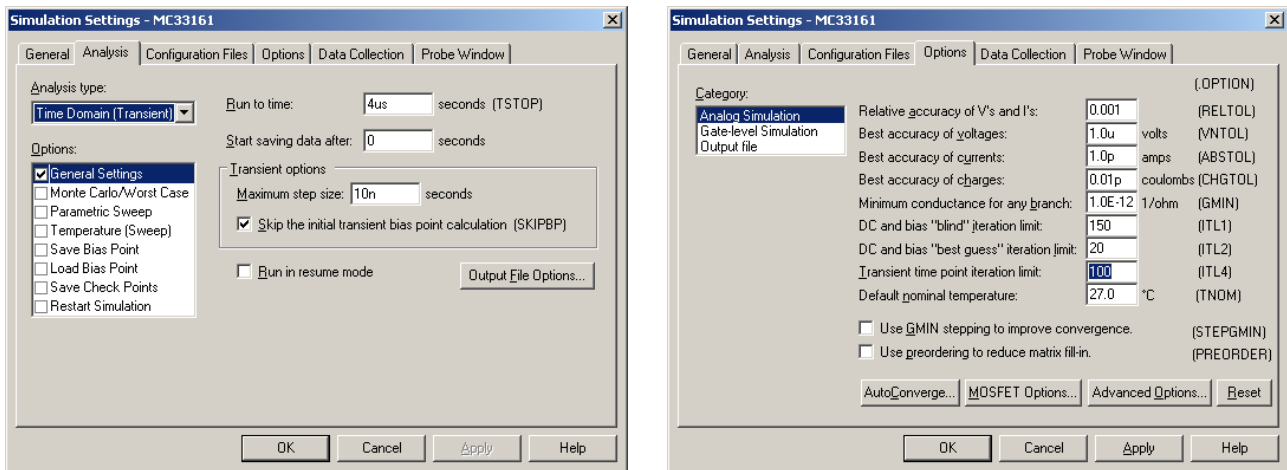 Simulation Settings - MC33161
General Analysis Configuration Files Options Data Collection Probe Window
Analysis type:
Time Domain (Transient)
Options:
General Settings
Monte Carlo/Worst Case
Parametric Sweep
Temperature (Sweep)
Save Bias Point
Load Bias Point
Save Check Points
Restart Simulation
Run to time: 4us seconds (TSTOP)
Start saving data after: 0 seconds
Transient options
Maximum step size: 10n seconds
Skip the initial transient bias point calculation (SKIPBP)
Run in resume mode
Output File Options...
OK Cancel Apply Help
Simulation Settings - MC33161
General Analysis Configuration Files Options Data Collection Probe Window
Category:
Analog Simulation
Gate-level Simulation
Output file
(.OPTION)
Relative accuracy of V's and I's: 0.001 (RELTOL)
Best accuracy of voltages: 1.0u volts (VNTOL)
Best accuracy of currents: 1.0p amps (ABSTOL)
Best accuracy of charges: 0.01p coulombs (CHGTOL)
Minimum conductance for any branch: 1.0E-12 1/ohm (GMIN)
DC and bias "blind" iteration limit: 150 (ITL1)
DC and bias "best guess" iteration limit: 20 (ITL2)
Transient time point iteration limit: 100 (ITL4)
Default nominal temperature: 27.0 °C (TNOM)
Use GMIN stepping to improve convergence. (STEPGMIN)
Use preordering to reduce matrix fill-in. (PREORDER)
AutoConverge... MOSFET Options... Advanced Options... Reset
OK Cancel Apply Help